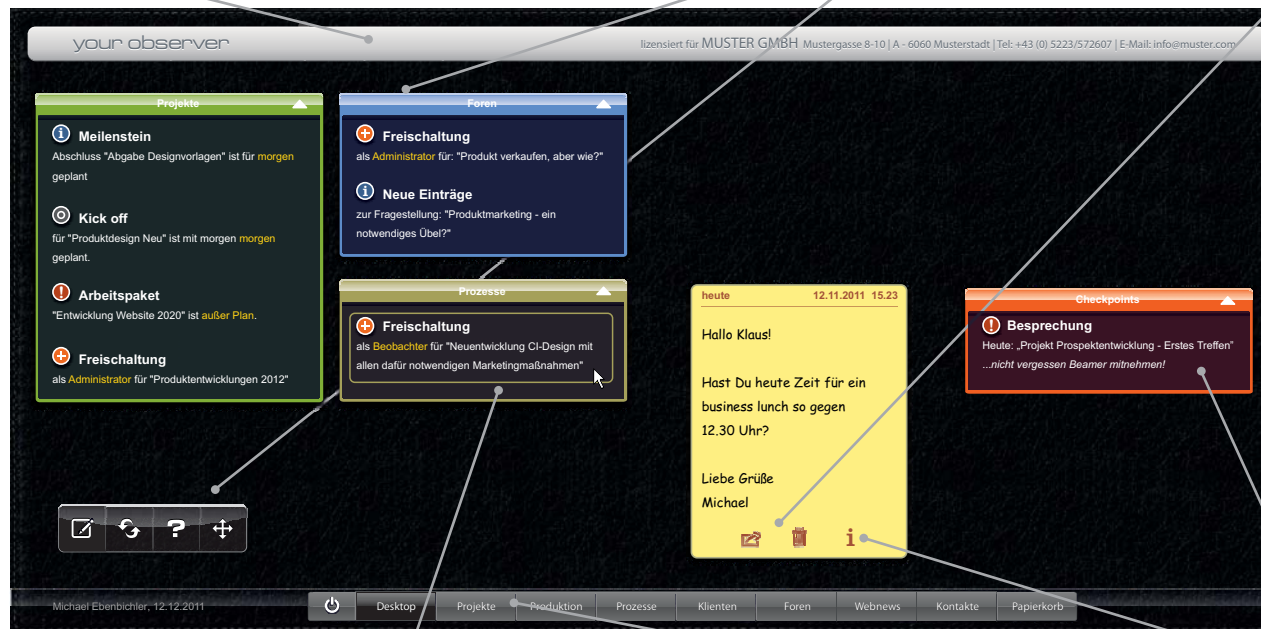 your observer
lizensiert für MUSTER GMBH Mustergasse 8-10 | A - 6060 Musterstadt | Tel: +43 (0) 5223/572607 | E-Mail: info@muster.com
Projekte
Meilenstein
Abschluss "Abgabe Designvorlagen" ist für morgen
geplant
Kick off
für "Produktdesign Neu" ist mit morgen morgen
geplant.
Arbeitspaket
"Entwicklung Website 2020" ist außer Plan.
Freischaltung
als Administrator für "Produktentwicklungen 2012"
Foren
Freischaltung
als Administrator für: "Produkt verkaufen, aber wie?"
Neue Einträge
zur Fragestellung: "Produktmarketing - ein
notwendiges Übel?"
Prozesse
Freischaltung
als Beobachter für "Neuentwicklung CI-Design mit
allen dafür notwendigen Marketingmaßnahmen"
heute 12.11.2011 15.23
Hallo Klaus!
Hast Du heute Zeit für ein
business lunch so gegen
12.30 Uhr?
Liebe Grüße
Michael
Checkpoints
Besprechung
Heute: „Projekt Prospektentwicklung - Erstes Treffen"
...nicht vergessen Beamer mitnehmen!
Michael Ebenbichler, 12.12.2011
Desktop Projekte Produktion Prozesse Klienten Foren Webnews Kontakte Papierkorb